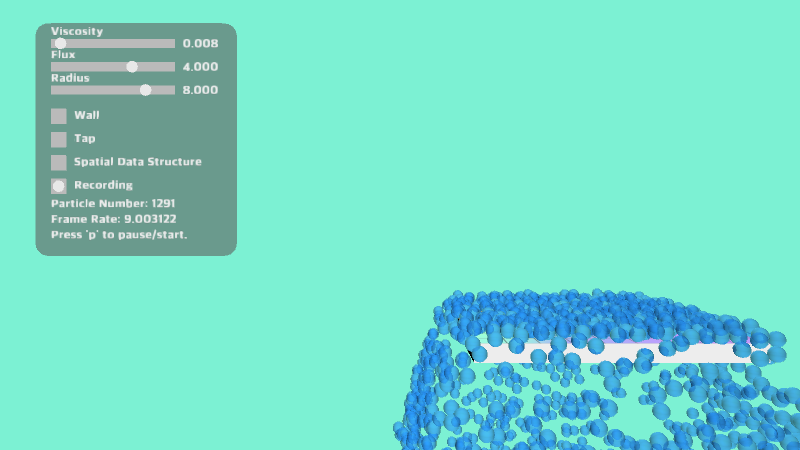 Viscosity
0.008
Flux
4.000
Radius
8.000
Wall
Tap
Spatial Data Structure
Recording
Particle Number: 1291
Frame Rate: 9.003122
Press 'p' to pause/start.